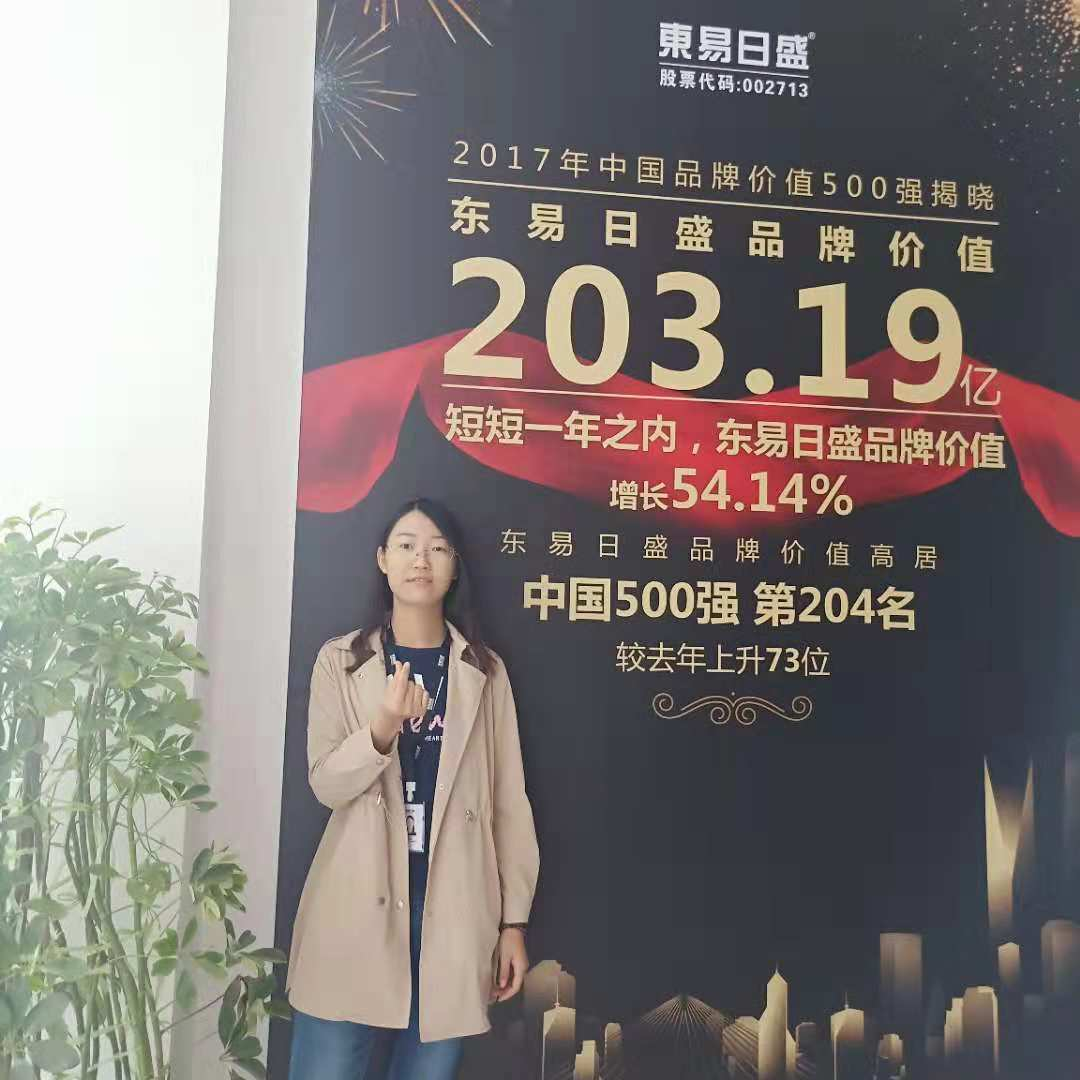 東易日盛®
股票代码:002713
2017年中国品牌价值500强揭晓
东易日盛品牌价值
203.19亿
短短一年之内，东易日盛品牌价值
增长54.14%
东易日盛品牌价值高居
中国500强 第204名
较去年上升73位
HEART